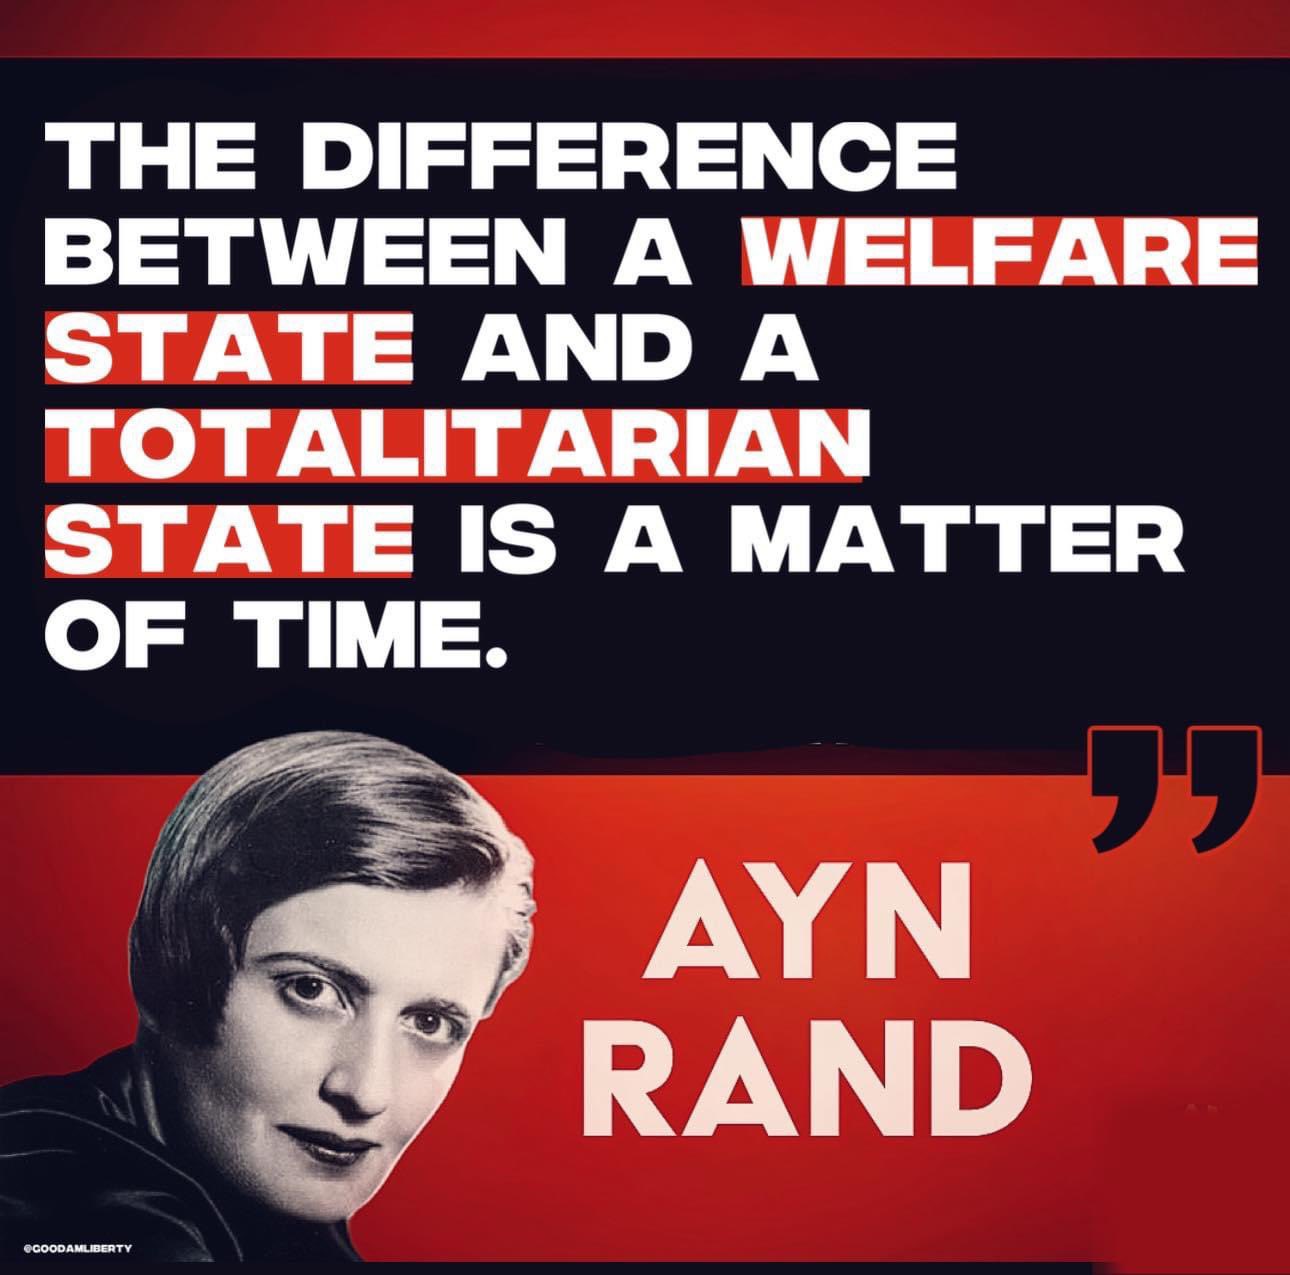 THE DIFFERENCE
BETWEEN A WELFARE
STATE AND A
TOTALITARIAN
STATE IS A MATTER
OF TIME.
”
AYN
RAND
@GOODAMLIBERTY